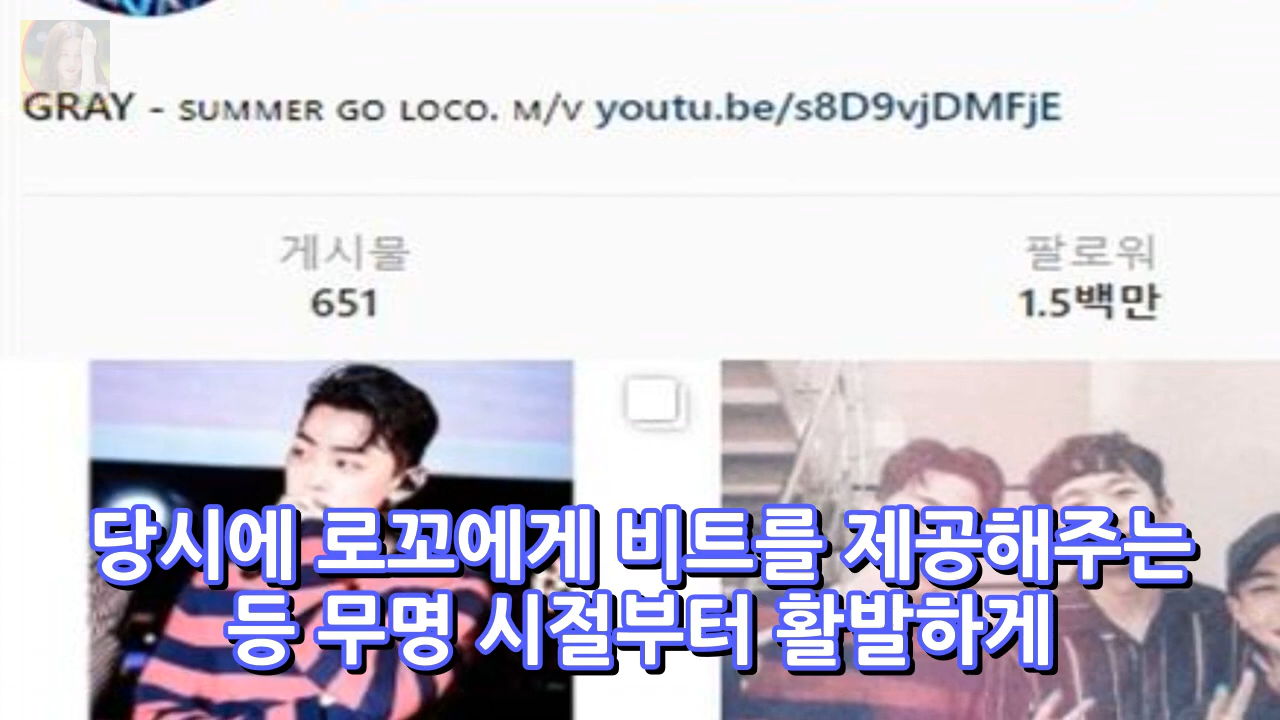 GRAY - SUMMER GO LOCO. M/V youtu.be/s8D9vjDMFjE
게시물 팔로워
651 1.5백만
당시에 로꼬에게 비트를 제공해주는
등 무명 시절부터 활발하게